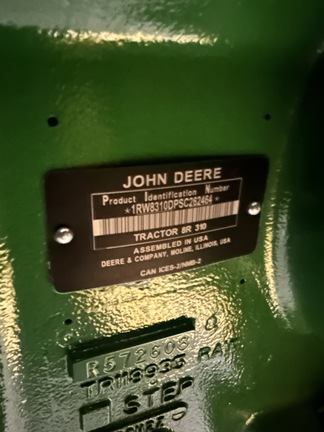 JOHN DEERE
Product Identification Number
*1RW8310DPSC262464*
TRACTOR 8R 310
ASSEMBLED IN USA
DEERE & COMPANY, MOLINE, ILLINOIS, USA
CAN ICES-2/NMB-2
STEP